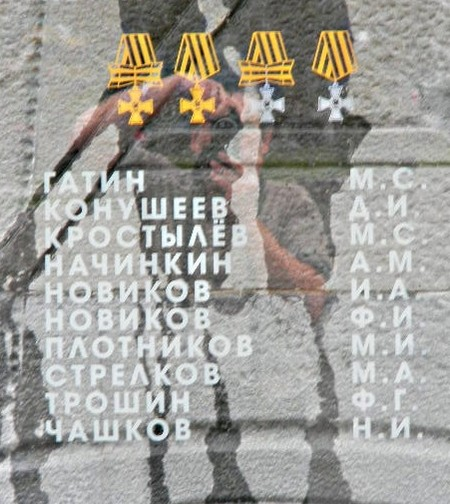 ГАТИН М.С.
КОНУШЕЕВ Д.И.
КРОСТЫЛЁВ М.С
НАЧИНКИН А.М.
НОВИКОВ И.А.
НОВИКОВ Ф.И.
ПЛОТНИКОВ М.И
СТРЕЛКОВ М.А.
ТРОШИН Ф.Г.
ЧАШКОВ Н.И.